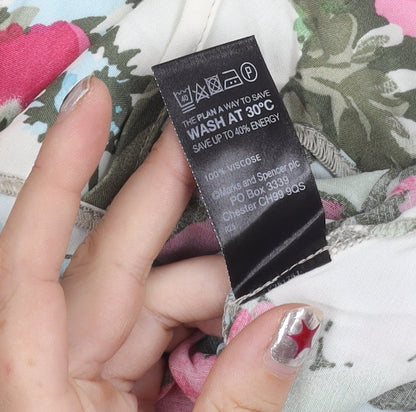 40 P
THE PLAN A WAY TO SAVE
WASH AT 30°C
SAVE UP TO 40% ENERGY
100% VISCOSE
©Marks and Spencer plc
PO Box 3339
Chester CH99 9QS